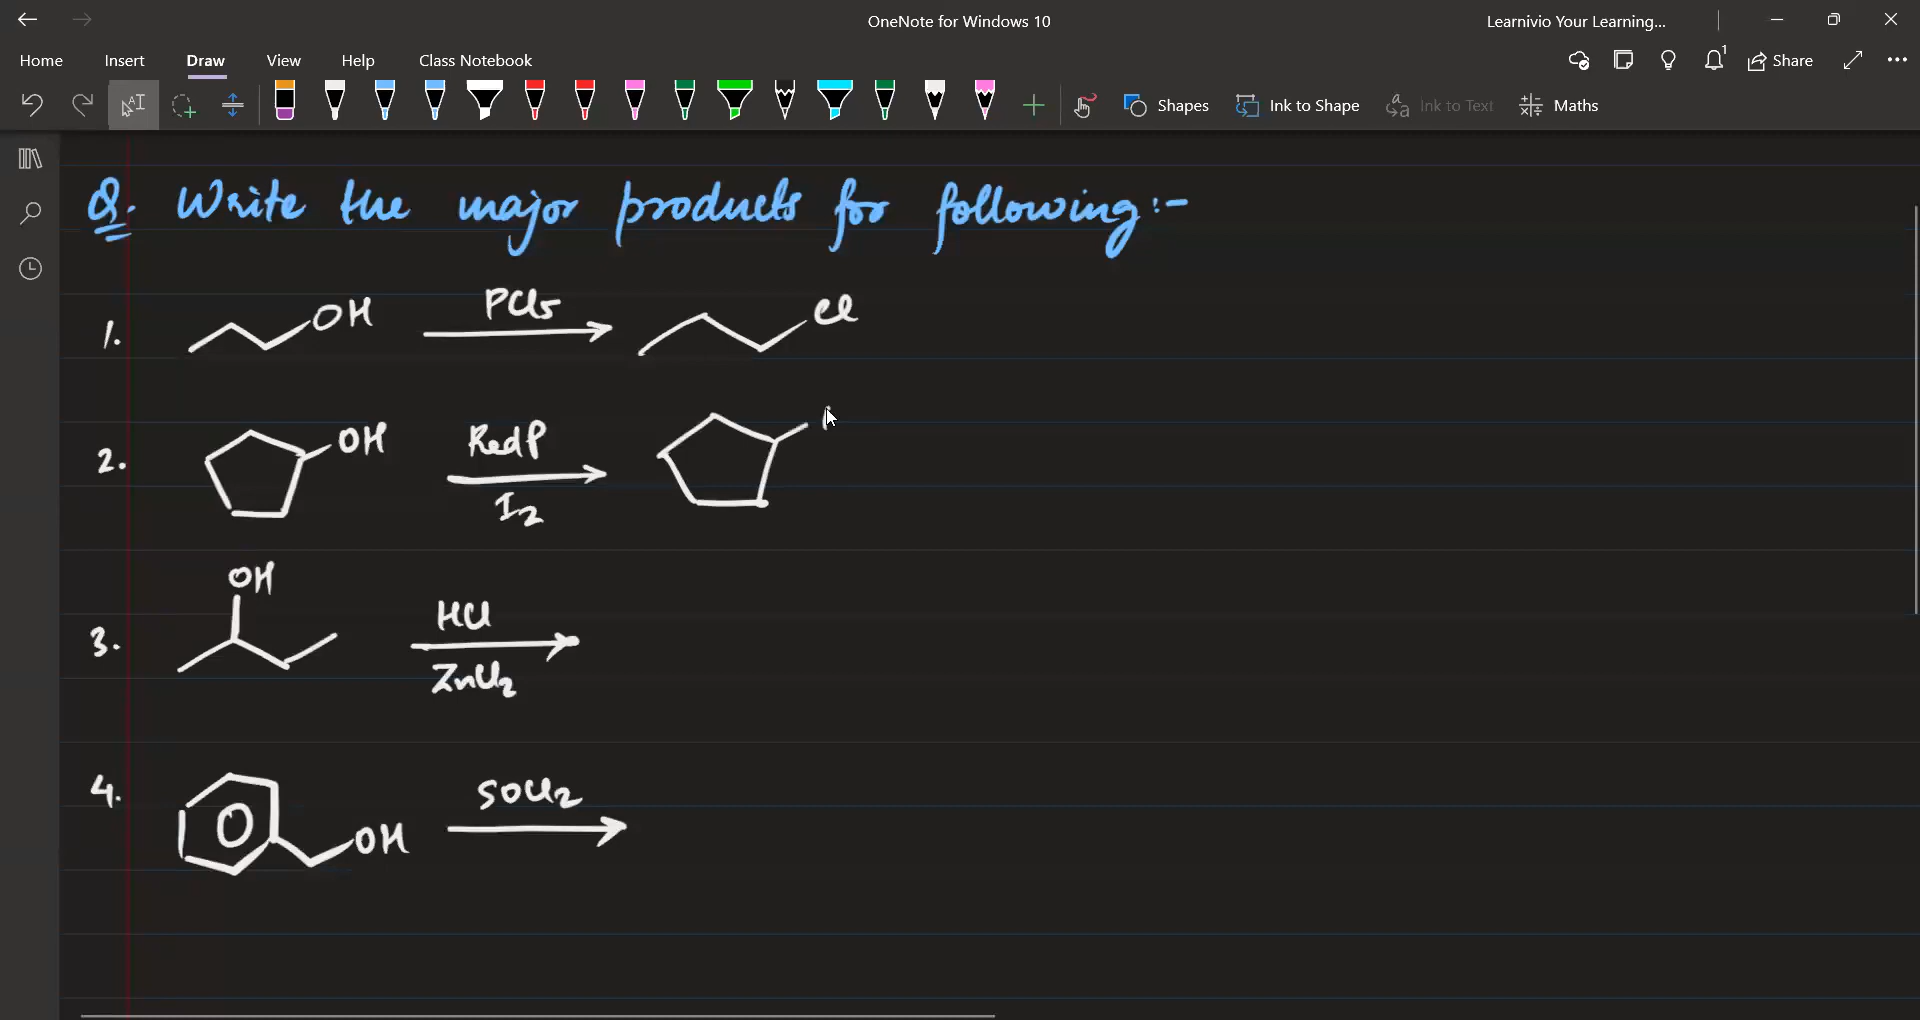 OneNote for Windows 10
Learnivio Your Learning...
Home Insert Draw View Help Class Notebook
1 Share
Shapes Ink to Shape Ink to Text Maths
Q. Write the major products for following:-
1. OH PCl5 Cl
2. OH Red P I2
3. OH HCl ZnCl2
4. OH SOCl2